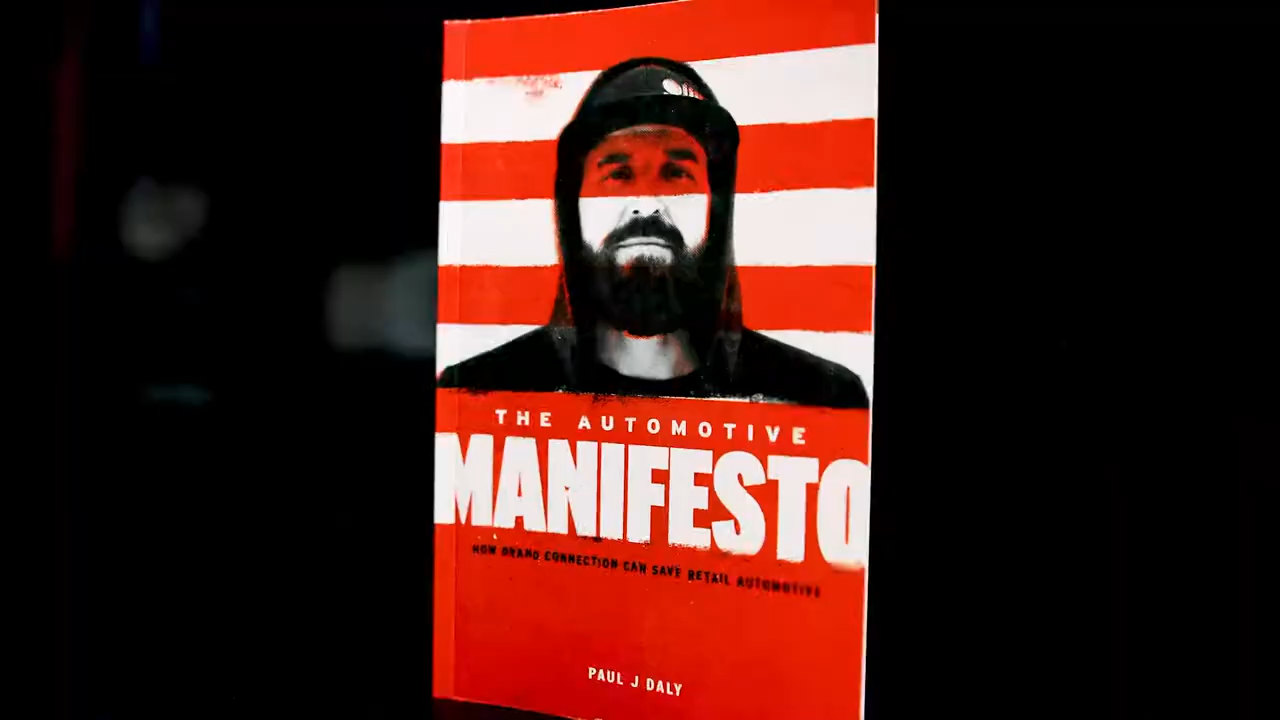 THE AUTOMOTIVE
MANIFESTO
HOW BRAND CONNECTION CAN SAVE RETAIL AUTOMOTIVE
PAUL J DALY